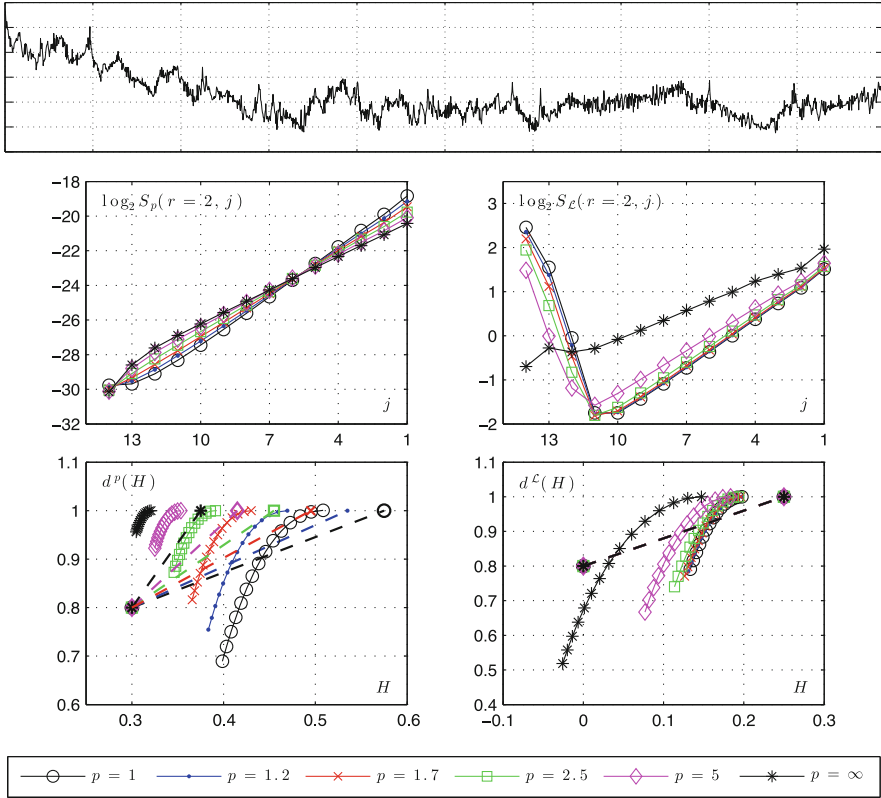 log₂ S_p(r = 2, j)
−18
−20
−22
−24
−26
−28
−30
−32
13 10 7 4 1
j
log₂ S_𝓛(r = 2, j)
3
2
1
0
−1
−2
13 10 7 4 1
j
d^p(H)
1.1
1
0.9
0.8
0.7
0.6
0.3 0.4 0.5 0.6
H
d^𝓛(H)
1.1
1
0.9
0.8
0.7
0.6
0.5
0.4
−0.1 0 0.1 0.2 0.3
H
p = 1 p = 1.2 p = 1.7 p = 2.5 p = 5 p = ∞